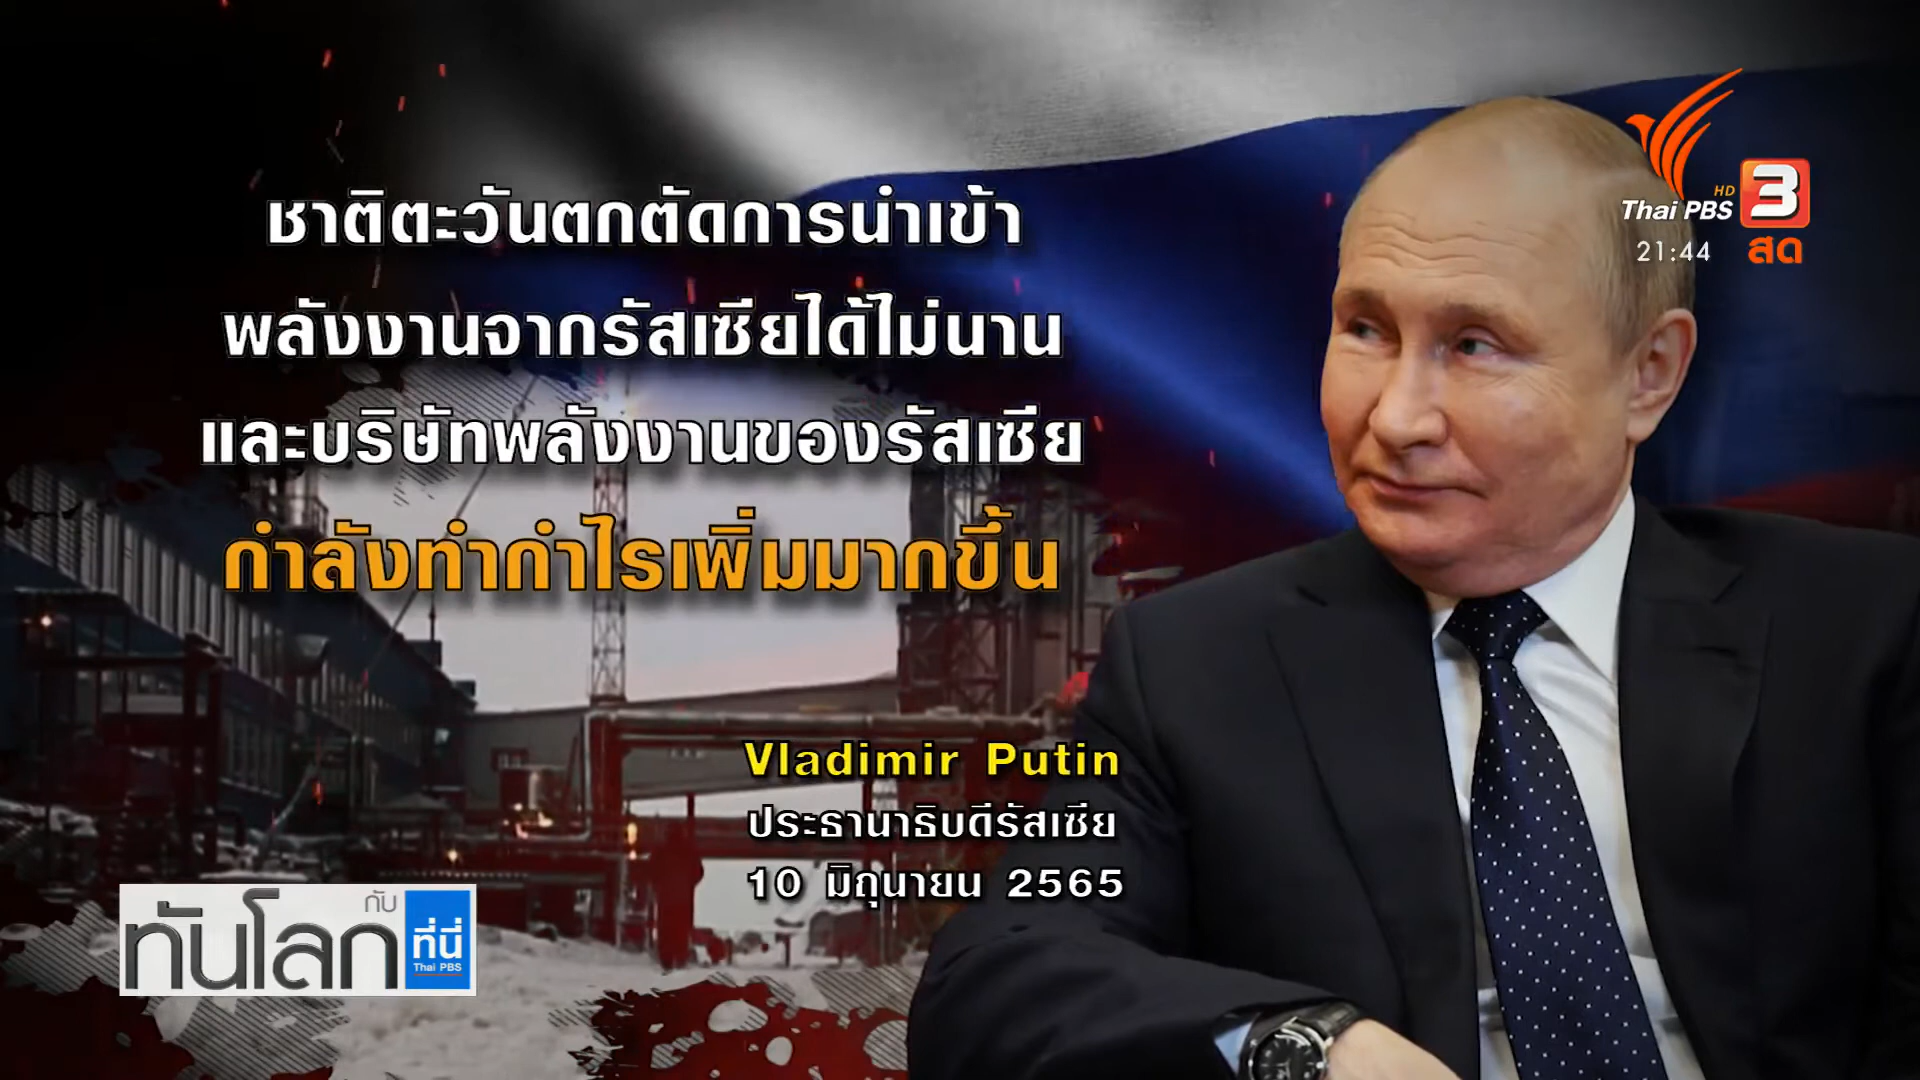 ชาติตะวันตกตัดการนำเข้า
พลังงานจากรัสเซียได้ไม่นาน
และบริษัทพลังงานของรัสเซีย
กำลังทำกำไรเพิ่มมากขึ้น
Vladimir Putin
ประธานาธิบดีรัสเซีย
10 มิถุนายน 2565
HD
Thai PBS 3
21:44 สด
ทันโลก กับ ที่นี่
Thai PBS